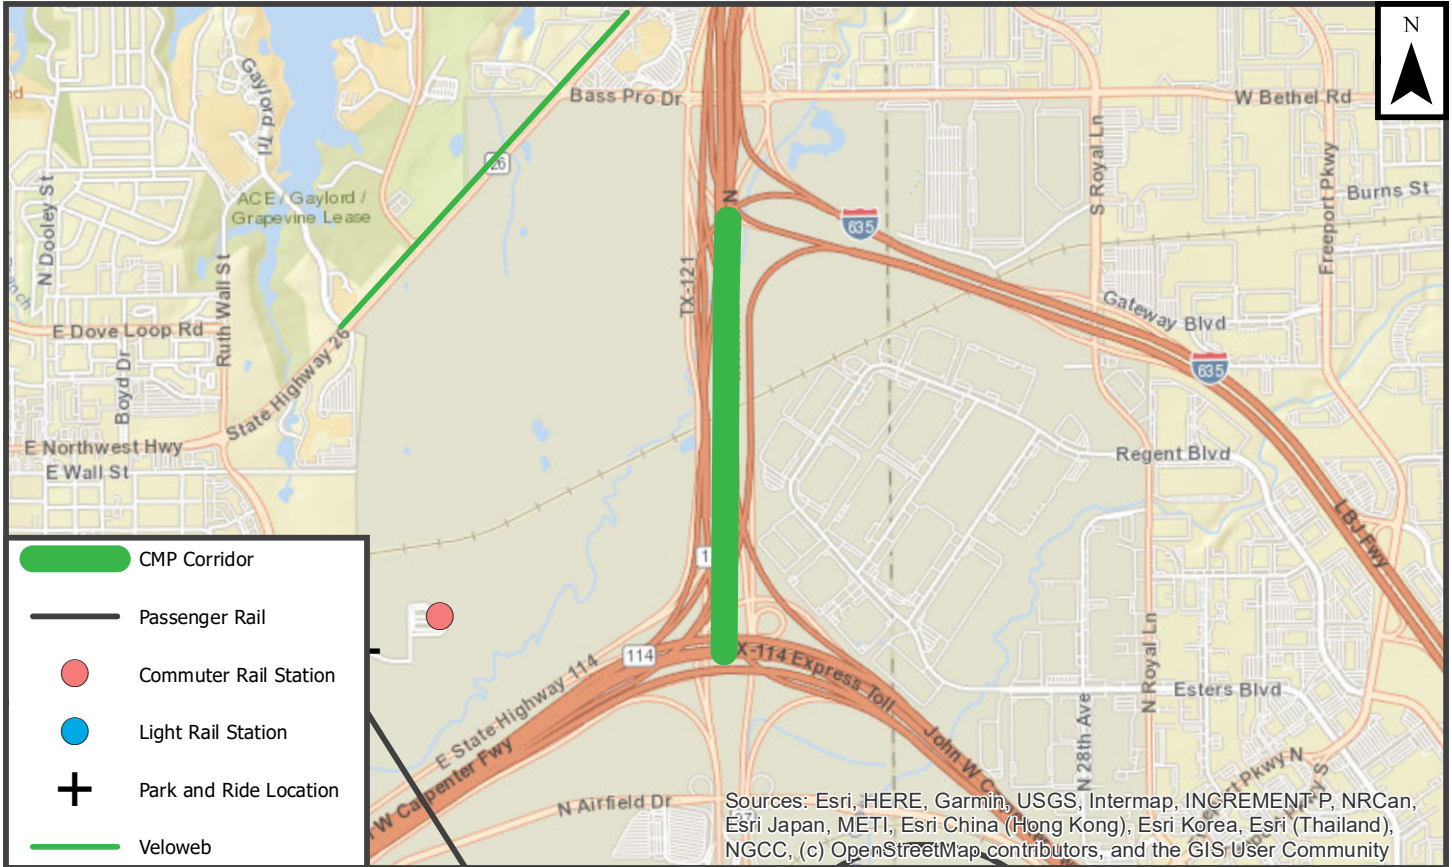 N
Bass Pro Dr
W Bethel Rd
Gaylord Trl
26
S Royal Ln
Freeport Pkwy
Burns St
ACE / Gaylord /
Grapevine Lease
N Dooley St
N
635
TX-121
Ruth Wall St
E Dove Loop Rd
Gateway Blvd
State Highway 26
635
Boyd Dr
E Northwest Hwy
E Wall St
Regent Blvd
LBJ Fwy
CMP Corridor
Passenger Rail
Commuter Rail Station
Light Rail Station
Park and Ride Location
Veloweb
114
X-114 Express Toll
E State Highway 114
W Carpenter Fwy
John W C
N Royal Ln
Esters Blvd
N 28th Ave
N Airfield Dr
Pkwy N
Sources: Esri, HERE, Garmin, USGS, Intermap, INCREMENT P, NRCan,
Esri Japan, METI, Esri China (Hong Kong), Esri Korea, Esri (Thailand),
NGCC, (c) OpenStreetMap contributors, and the GIS User Community